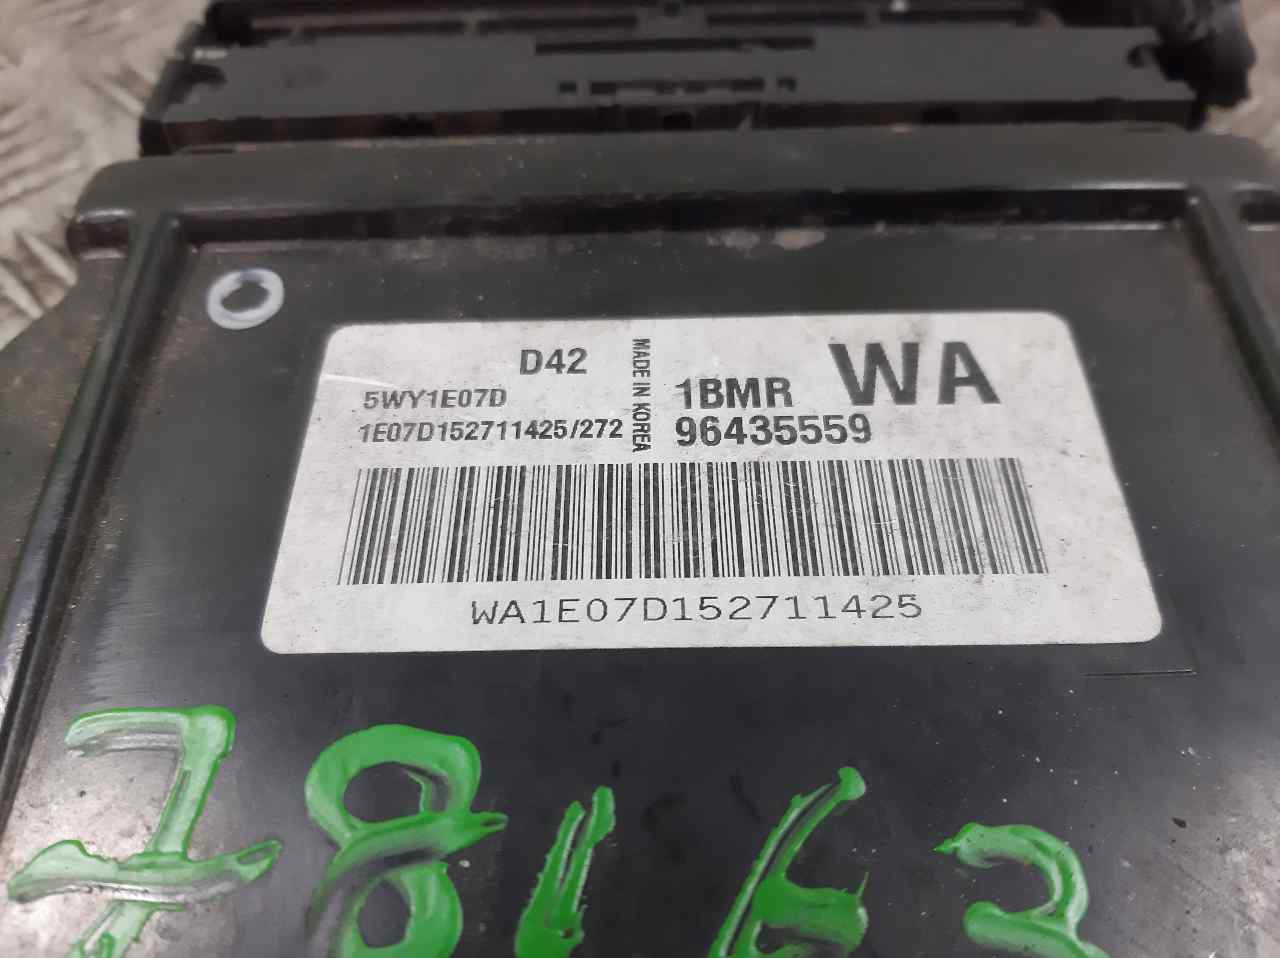 D42
5WY1E07D
1E07D152711425/272
MADE IN KOREA
1BMR WA
96435559
WA1E07D152711425
78163